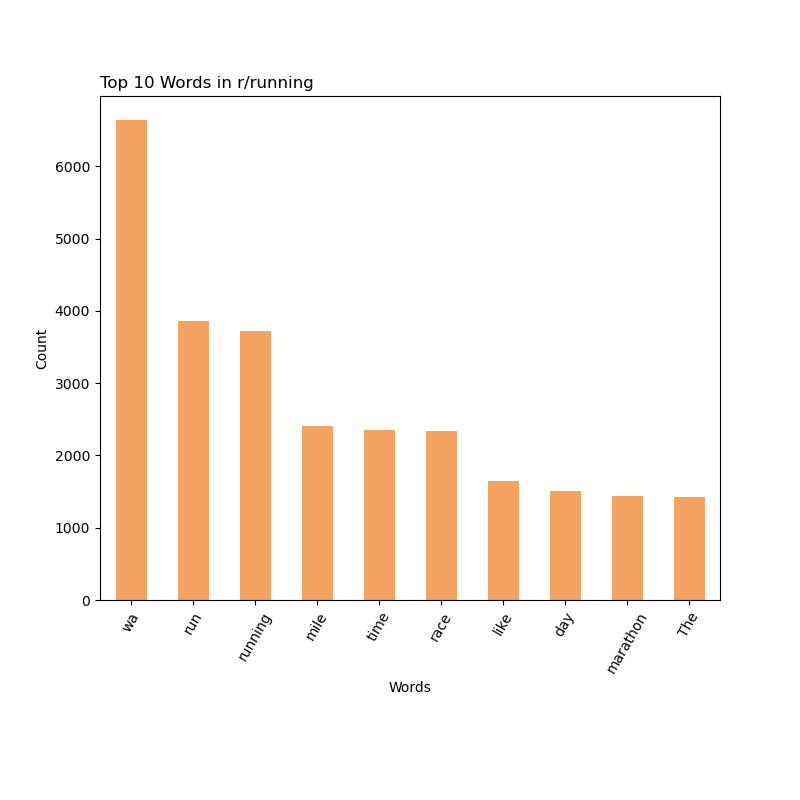 Top 10 Words in r/running
Count
6000
5000
4000
3000
2000
1000
0
wa
run
running
mile
time
race
like
day
marathon
The
Words